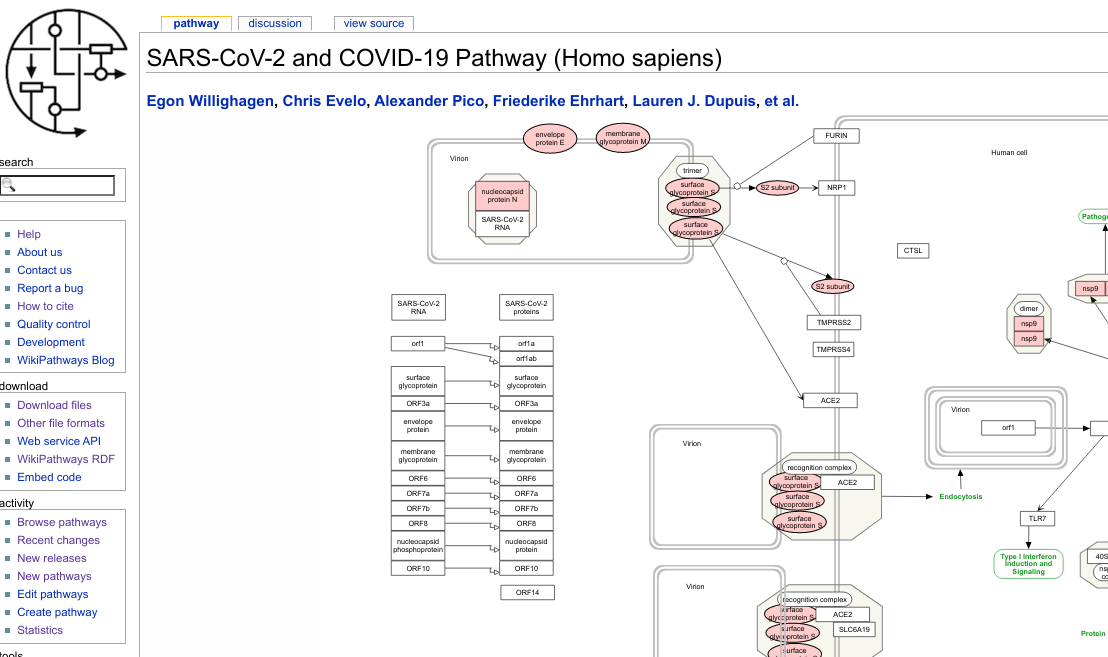 pathway
discussion
view source
SARS-CoV-2 and COVID-19 Pathway (Homo sapiens)
Egon Willighagen, Chris Evelo, Alexander Pico, Friederike Ehrhart, Lauren J. Dupuis, et al.
search
Help
About us
Contact us
Report a bug
How to cite
Quality control
Development
WikiPathways Blog
download
Download files
Other file formats
Web service API
WikiPathways RDF
Embed code
activity
Browse pathways
Recent changes
New releases
New pathways
Edit pathways
Create pathway
Statistics
tools
envelope
protein E
membrane
glycoprotein M
Virion
nucleocapsid
protein N
SARS-CoV-2
RNA
trimer
surface
glycoprotein S
surface
glycoprotein S
surface
glycoprotein S
FURIN
S2 subunit
NRP1
Human cell
CTSL
S2 subunit
TMPRSS2
TMPRSS4
ACE2
nsp9
dimer
nsp9
nsp9
SARS-CoV-2
RNA
SARS-CoV-2
proteins
orf1
orf1a
orf1ab
surface
glycoprotein
surface
glycoprotein
ORF3a
ORF3a
envelope
protein
envelope
protein
membrane
glycoprotein
membrane
glycoprotein
ORF6
ORF6
ORF7a
ORF7a
ORF7b
ORF7b
ORF8
ORF8
nucleocapsid
phosphoprotein
nucleocapsid
protein
ORF10
ORF10
ORF14
Virion
recognition complex
surface
glycoprotein S
ACE2
surface
glycoprotein S
surface
glycoprotein S
Endocytosis
Virion
orf1
TLR7
Type I Interferon
Induction and
Signaling
Virion
recognition complex
surface
glycoprotein S
ACE2
SLC6A19
surface
glycoprotein S
surface
Protein